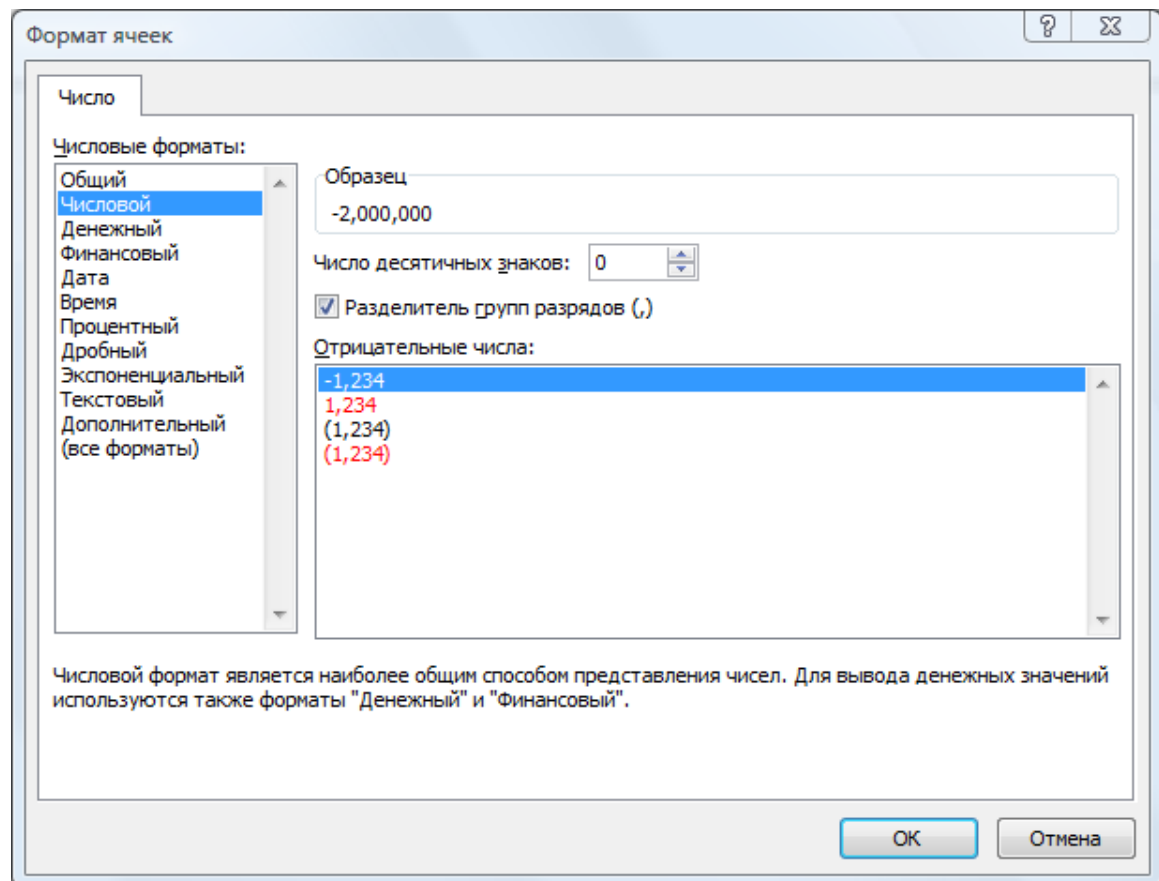 Формат ячеек
Число
Числовые форматы:
Общий
Числовой
Денежный
Финансовый
Дата
Время
Процентный
Дробный
Экспоненциальный
Текстовый
Дополнительный
(все форматы)
Образец
-2,000,000
Число десятичных знаков: 0
Разделитель групп разрядов (,)
Отрицательные числа:
-1,234
1,234
(1,234)
(1,234)
Числовой формат является наиболее общим способом представления чисел. Для вывода денежных значений
используются также форматы "Денежный" и "Финансовый".
ОК
Отмена